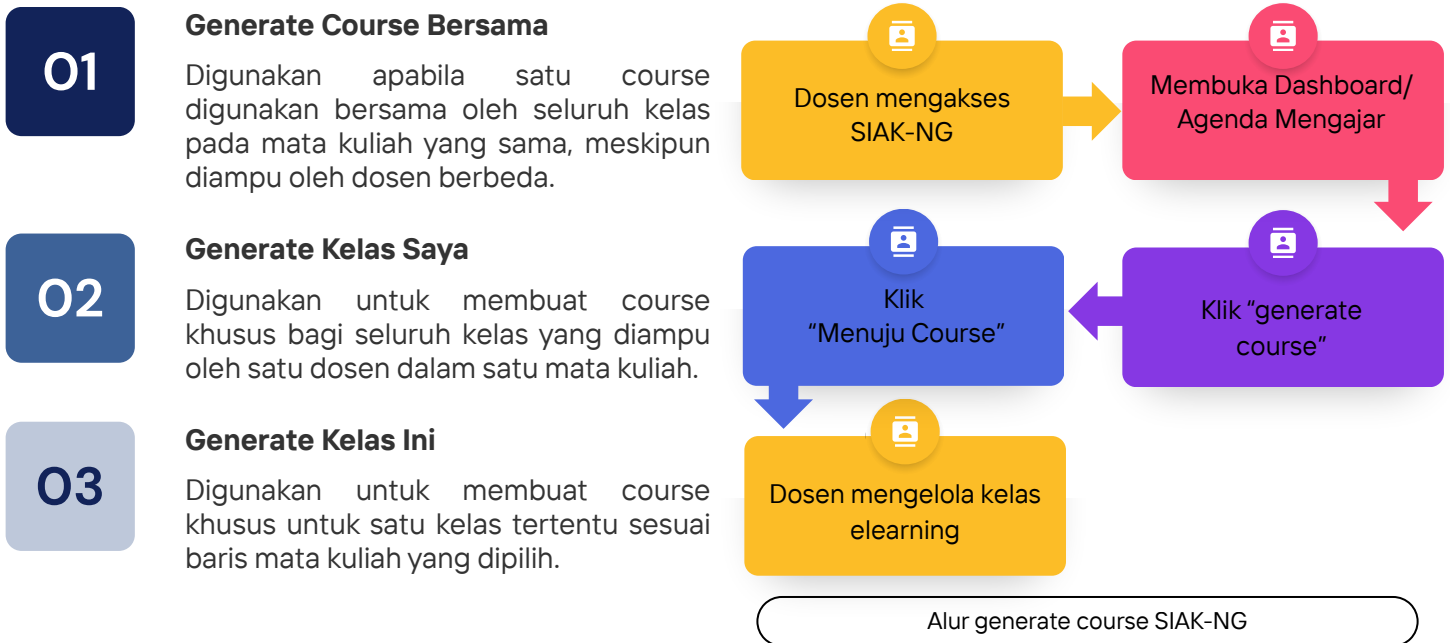 01
Generate Course Bersama
Digunakan apabila satu course
digunakan bersama oleh seluruh kelas
pada mata kuliah yang sama, meskipun
diampu oleh dosen berbeda.
02
Generate Kelas Saya
Digunakan untuk membuat course
khusus bagi seluruh kelas yang diampu
oleh satu dosen dalam satu mata kuliah.
03
Generate Kelas Ini
Digunakan untuk membuat course
khusus untuk satu kelas tertentu sesuai
baris mata kuliah yang dipilih.
Dosen mengakses
SIAK-NG
Membuka Dashboard/
Agenda Mengajar
Klik “generate
course”
Klik
“Menuju Course”
Dosen mengelola kelas
elearning
Alur generate course SIAK-NG